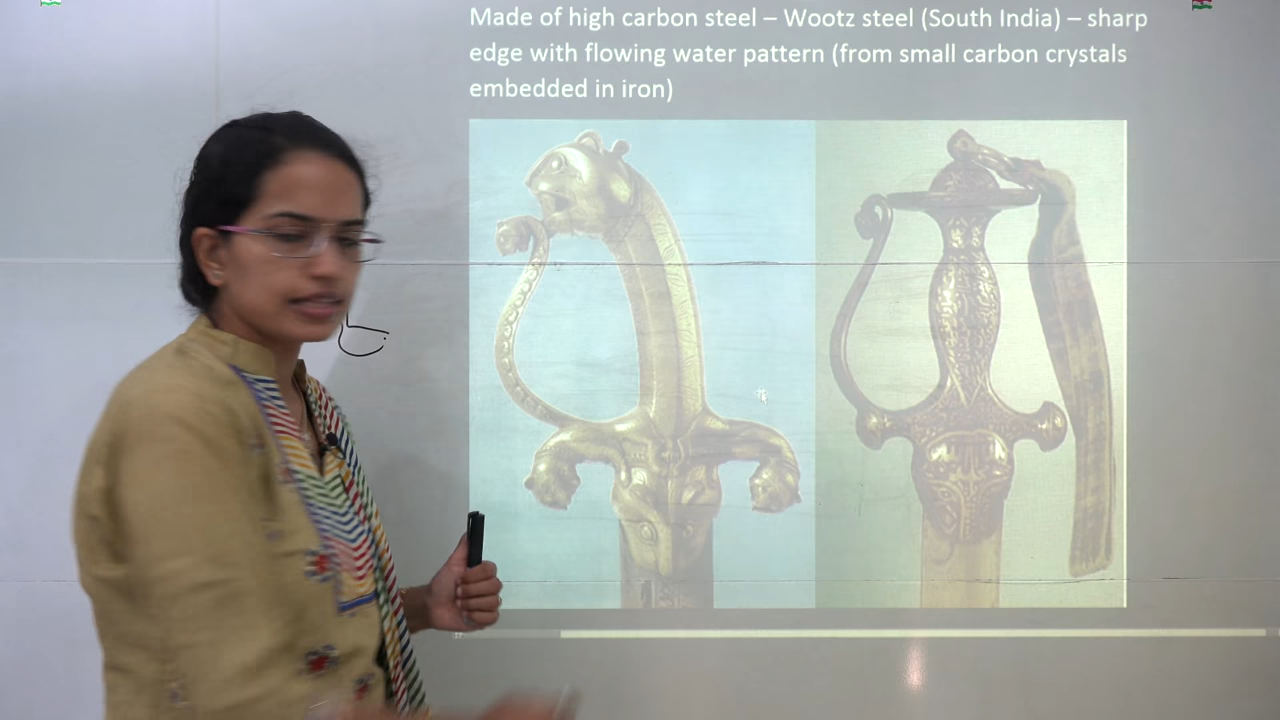 Made of high carbon steel – Wootz steel (South India) – sharp
edge with flowing water pattern (from small carbon crystals
embedded in iron)